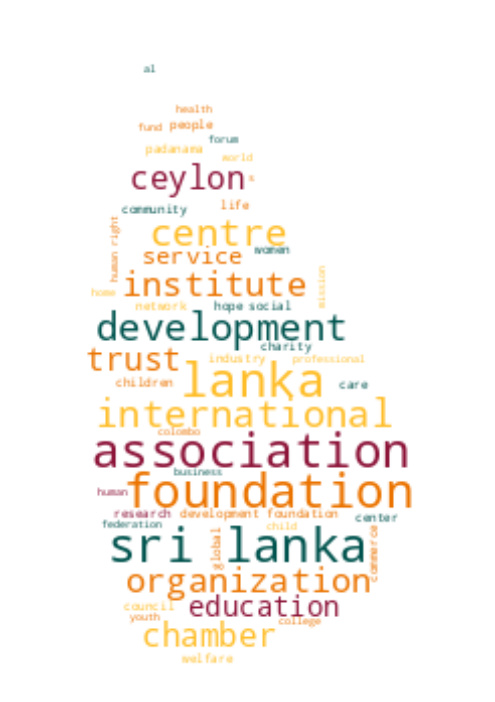 al
health
fund people
forum
padanama
world
ceylon s
community life
human right
centre
women
service
institute
mission
home
network hope social
development
charity
trust industry professional
lanka
children care
international
colombo
association
business
foundation
human
research development foundation center
federation child
sri lanka
global
commerce
organization
education
council
youth college
chamber
welfare